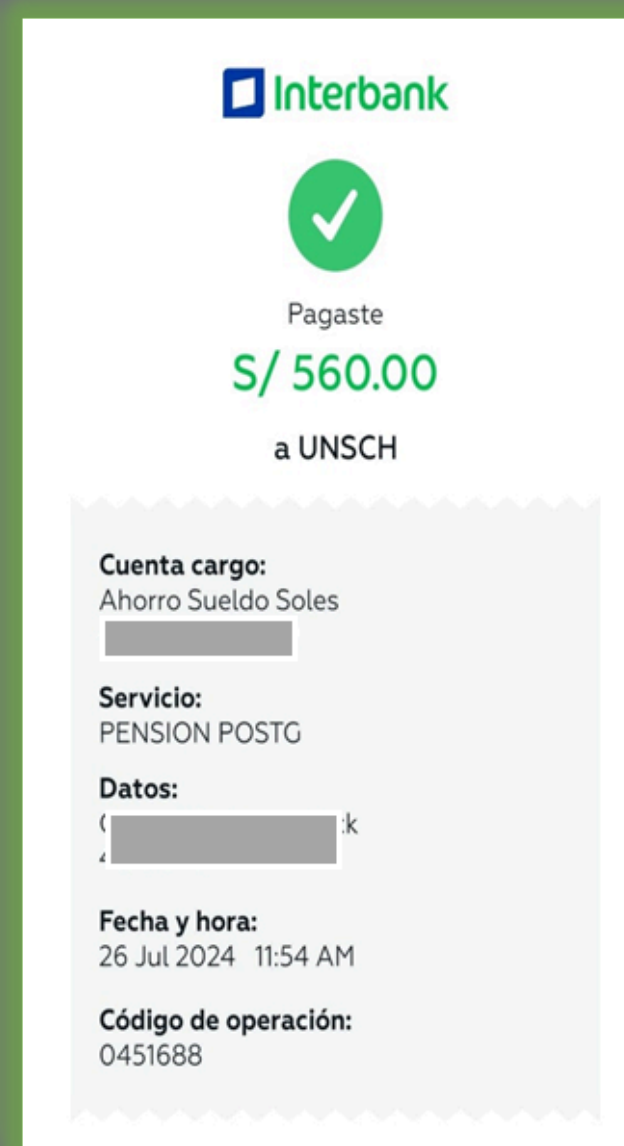 Interbank
Pagaste
S/ 560.00
a UNSCH
Cuenta cargo:
Ahorro Sueldo Soles
Servicio:
PENSION POSTG
Datos:
Fecha y hora:
26 Jul 2024 11:54 AM
Código de operación:
0451688